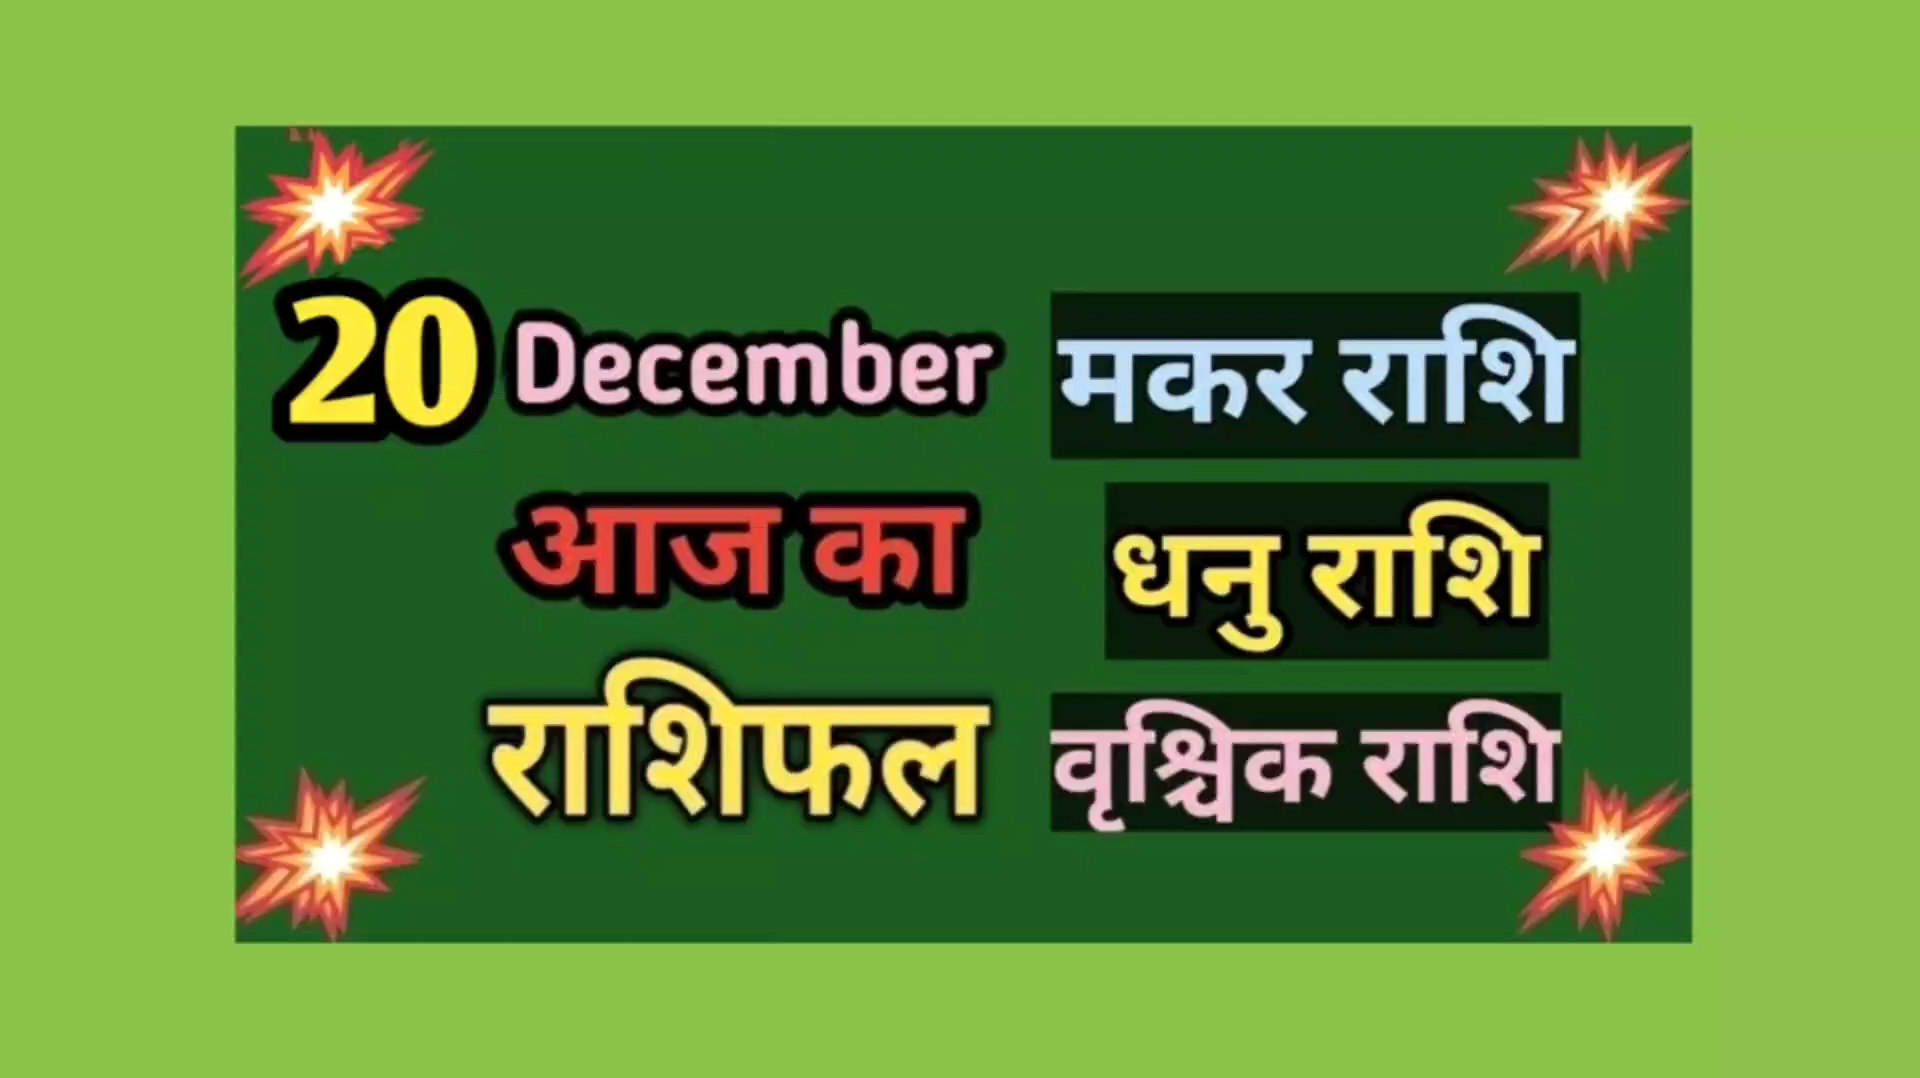 20 December
आज का
राशिफल
मकर राशि
धनु राशि
वृश्चिक राशि